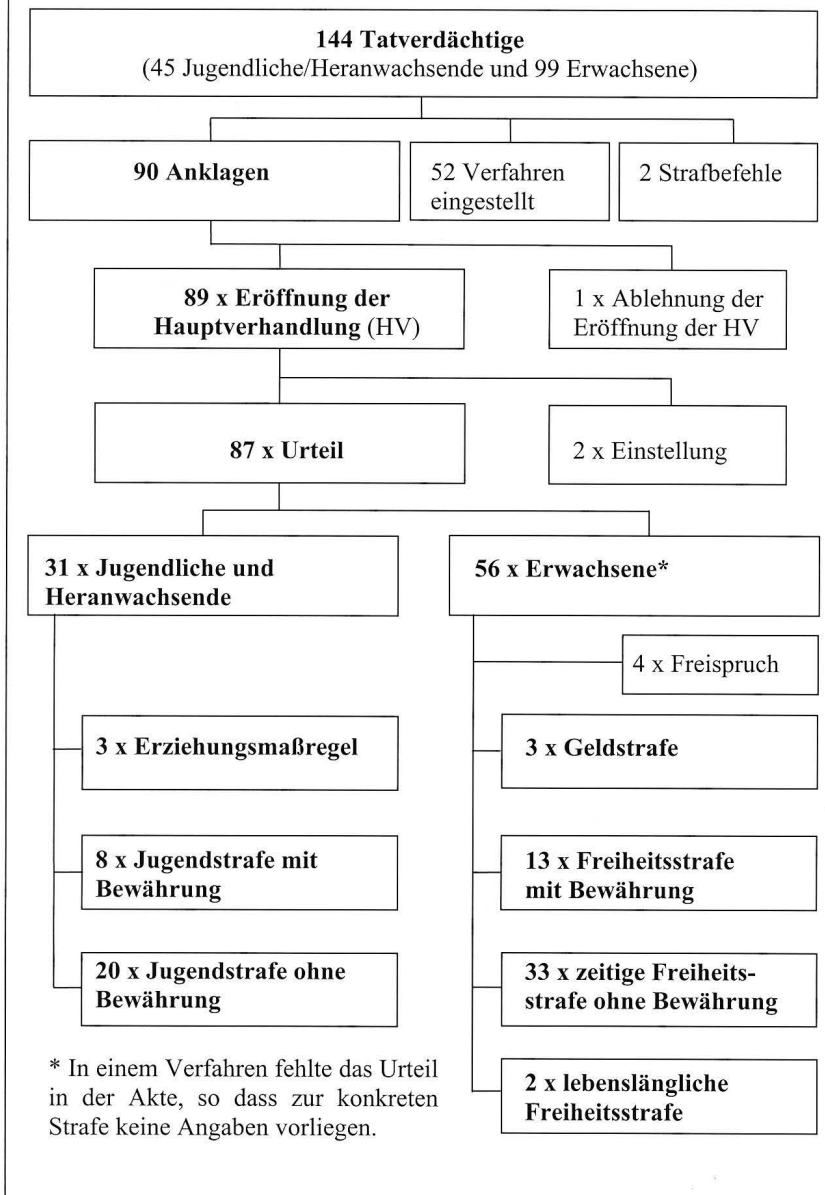 144 Tatverdächtige
(45 Jugendliche/Heranwachsende und 99 Erwachsene)
90 Anklagen
52 Verfahren
eingestellt
2 Strafbefehle
89 x Eröffnung der
Hauptverhandlung (HV)
1 x Ablehnung der
Eröffnung der HV
87 x Urteil
2 x Einstellung
31 x Jugendliche und
Heranwachsende
56 x Erwachsene*
4 x Freispruch
3 x Erziehungsmaßregel
3 x Geldstrafe
8 x Jugendstrafe mit
Bewährung
13 x Freiheitsstrafe
mit Bewährung
20 x Jugendstrafe ohne
Bewährung
33 x zeitige Freiheits-
strafe ohne Bewährung
2 x lebenslängliche
Freiheitsstrafe
* In einem Verfahren fehlte das Urteil
in der Akte, so dass zur konkreten
Strafe keine Angaben vorliegen.